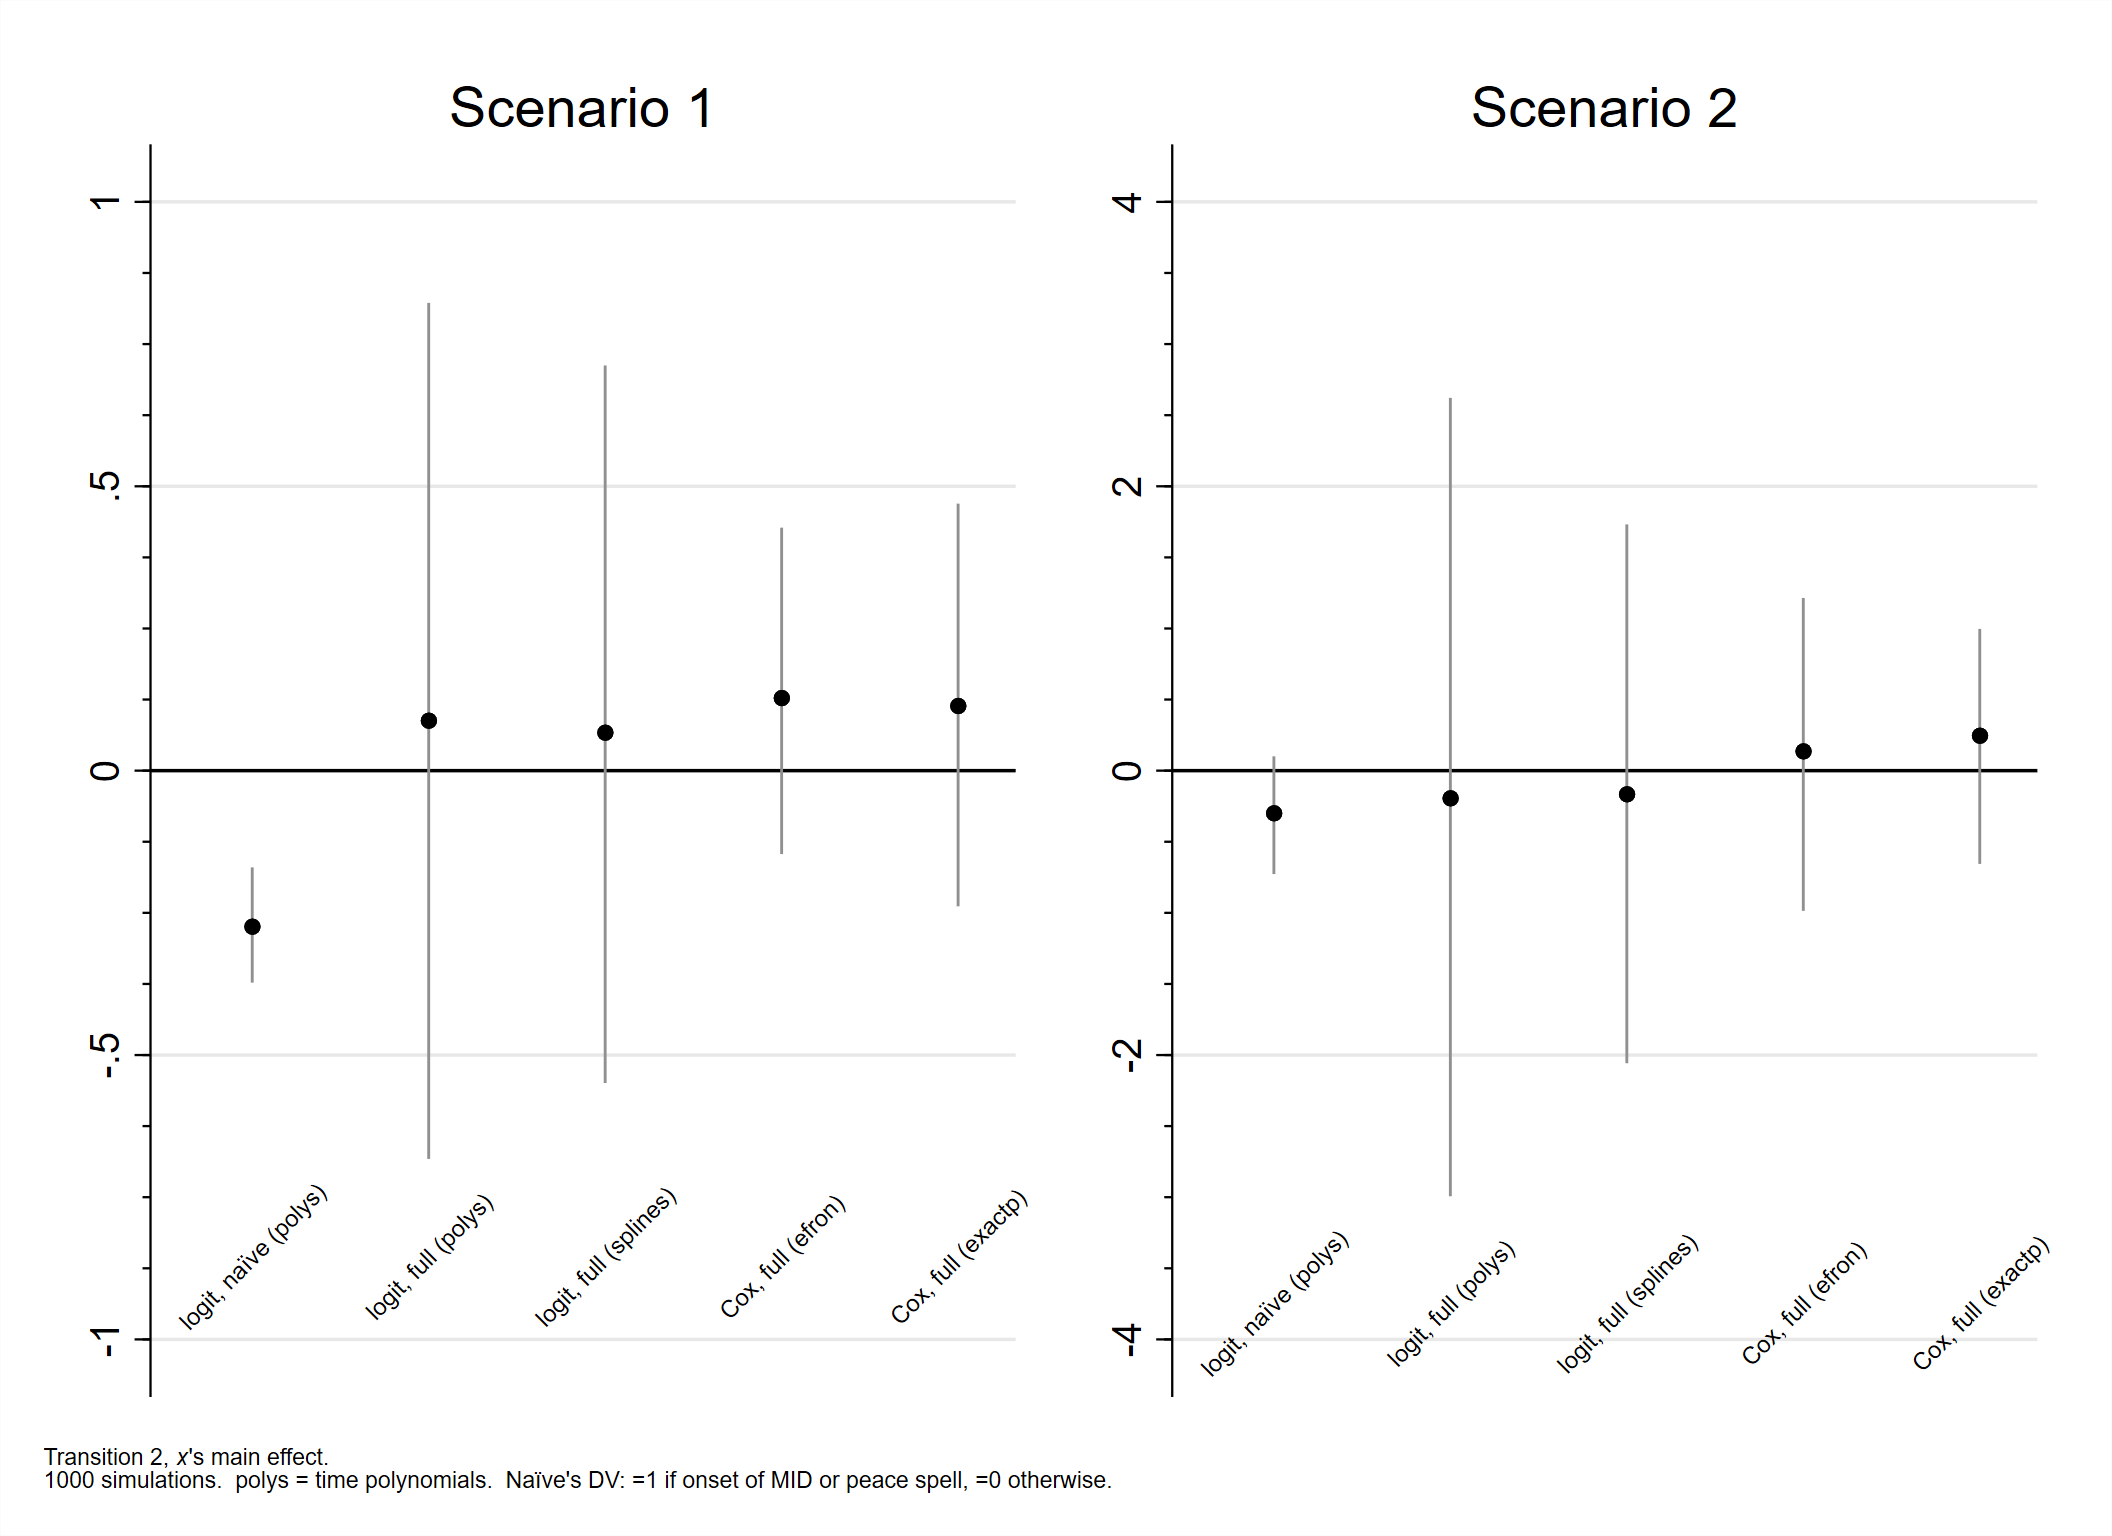 Scenario 1
1
.5
0
-.5
-1
logit, naïve (polys)
logit, full (polys)
logit, full (splines)
Cox, full (efron)
Cox, full (exactp)
Scenario 2
4
2
0
-2
-4
logit, naïve (polys)
logit, full (polys)
logit, full (splines)
Cox, full (efron)
Cox, full (exactp)
Transition 2, x's main effect.
1000 simulations.  polys = time polynomials.  Naïve's DV: =1 if onset of MID or peace spell, =0 otherwise.